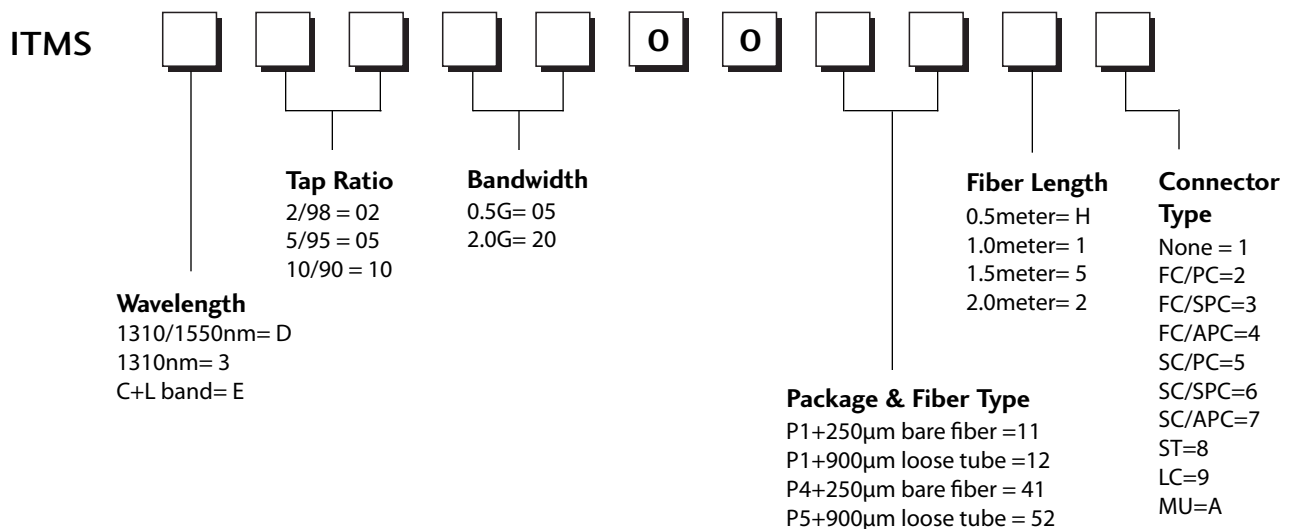 ITMS 0 0
Tap Ratio
2/98 = 02
5/95 = 05
10/90 = 10
Bandwidth
0.5G= 05
2.0G= 20
Fiber Length
0.5meter= H
1.0meter= 1
1.5meter= 5
2.0meter= 2
Connector
Type
None = 1
FC/PC=2
FC/SPC=3
FC/APC=4
SC/PC=5
SC/SPC=6
SC/APC=7
ST=8
LC=9
MU=A
Wavelength
1310/1550nm= D
1310nm= 3
C+L band= E
Package & Fiber Type
P1+250μm bare fiber =11
P1+900μm loose tube =12
P4+250μm bare fiber = 41
P5+900μm loose tube = 52